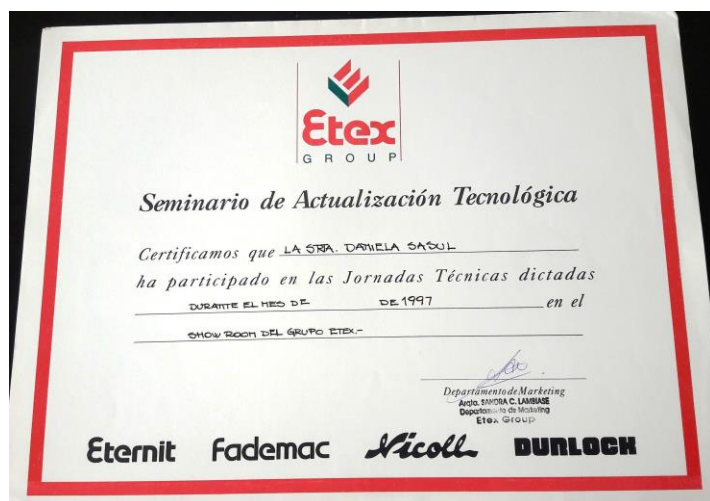 Etex
GROUP
Seminario de Actualización Tecnológica
Certificamos que LA SRTA. DANIELA SASUL
ha participado en las Jornadas Técnicas dictadas
DURANTE EL MES DE DE 1997 en el
SHOW ROOM DEL GRUPO ETEX.-
Departamento de Marketing
Arqta. SANDRA C. LAMBIASE
Departamento de Marketing
Etex Group
Eternit Fademac Nicoll DURLOCK